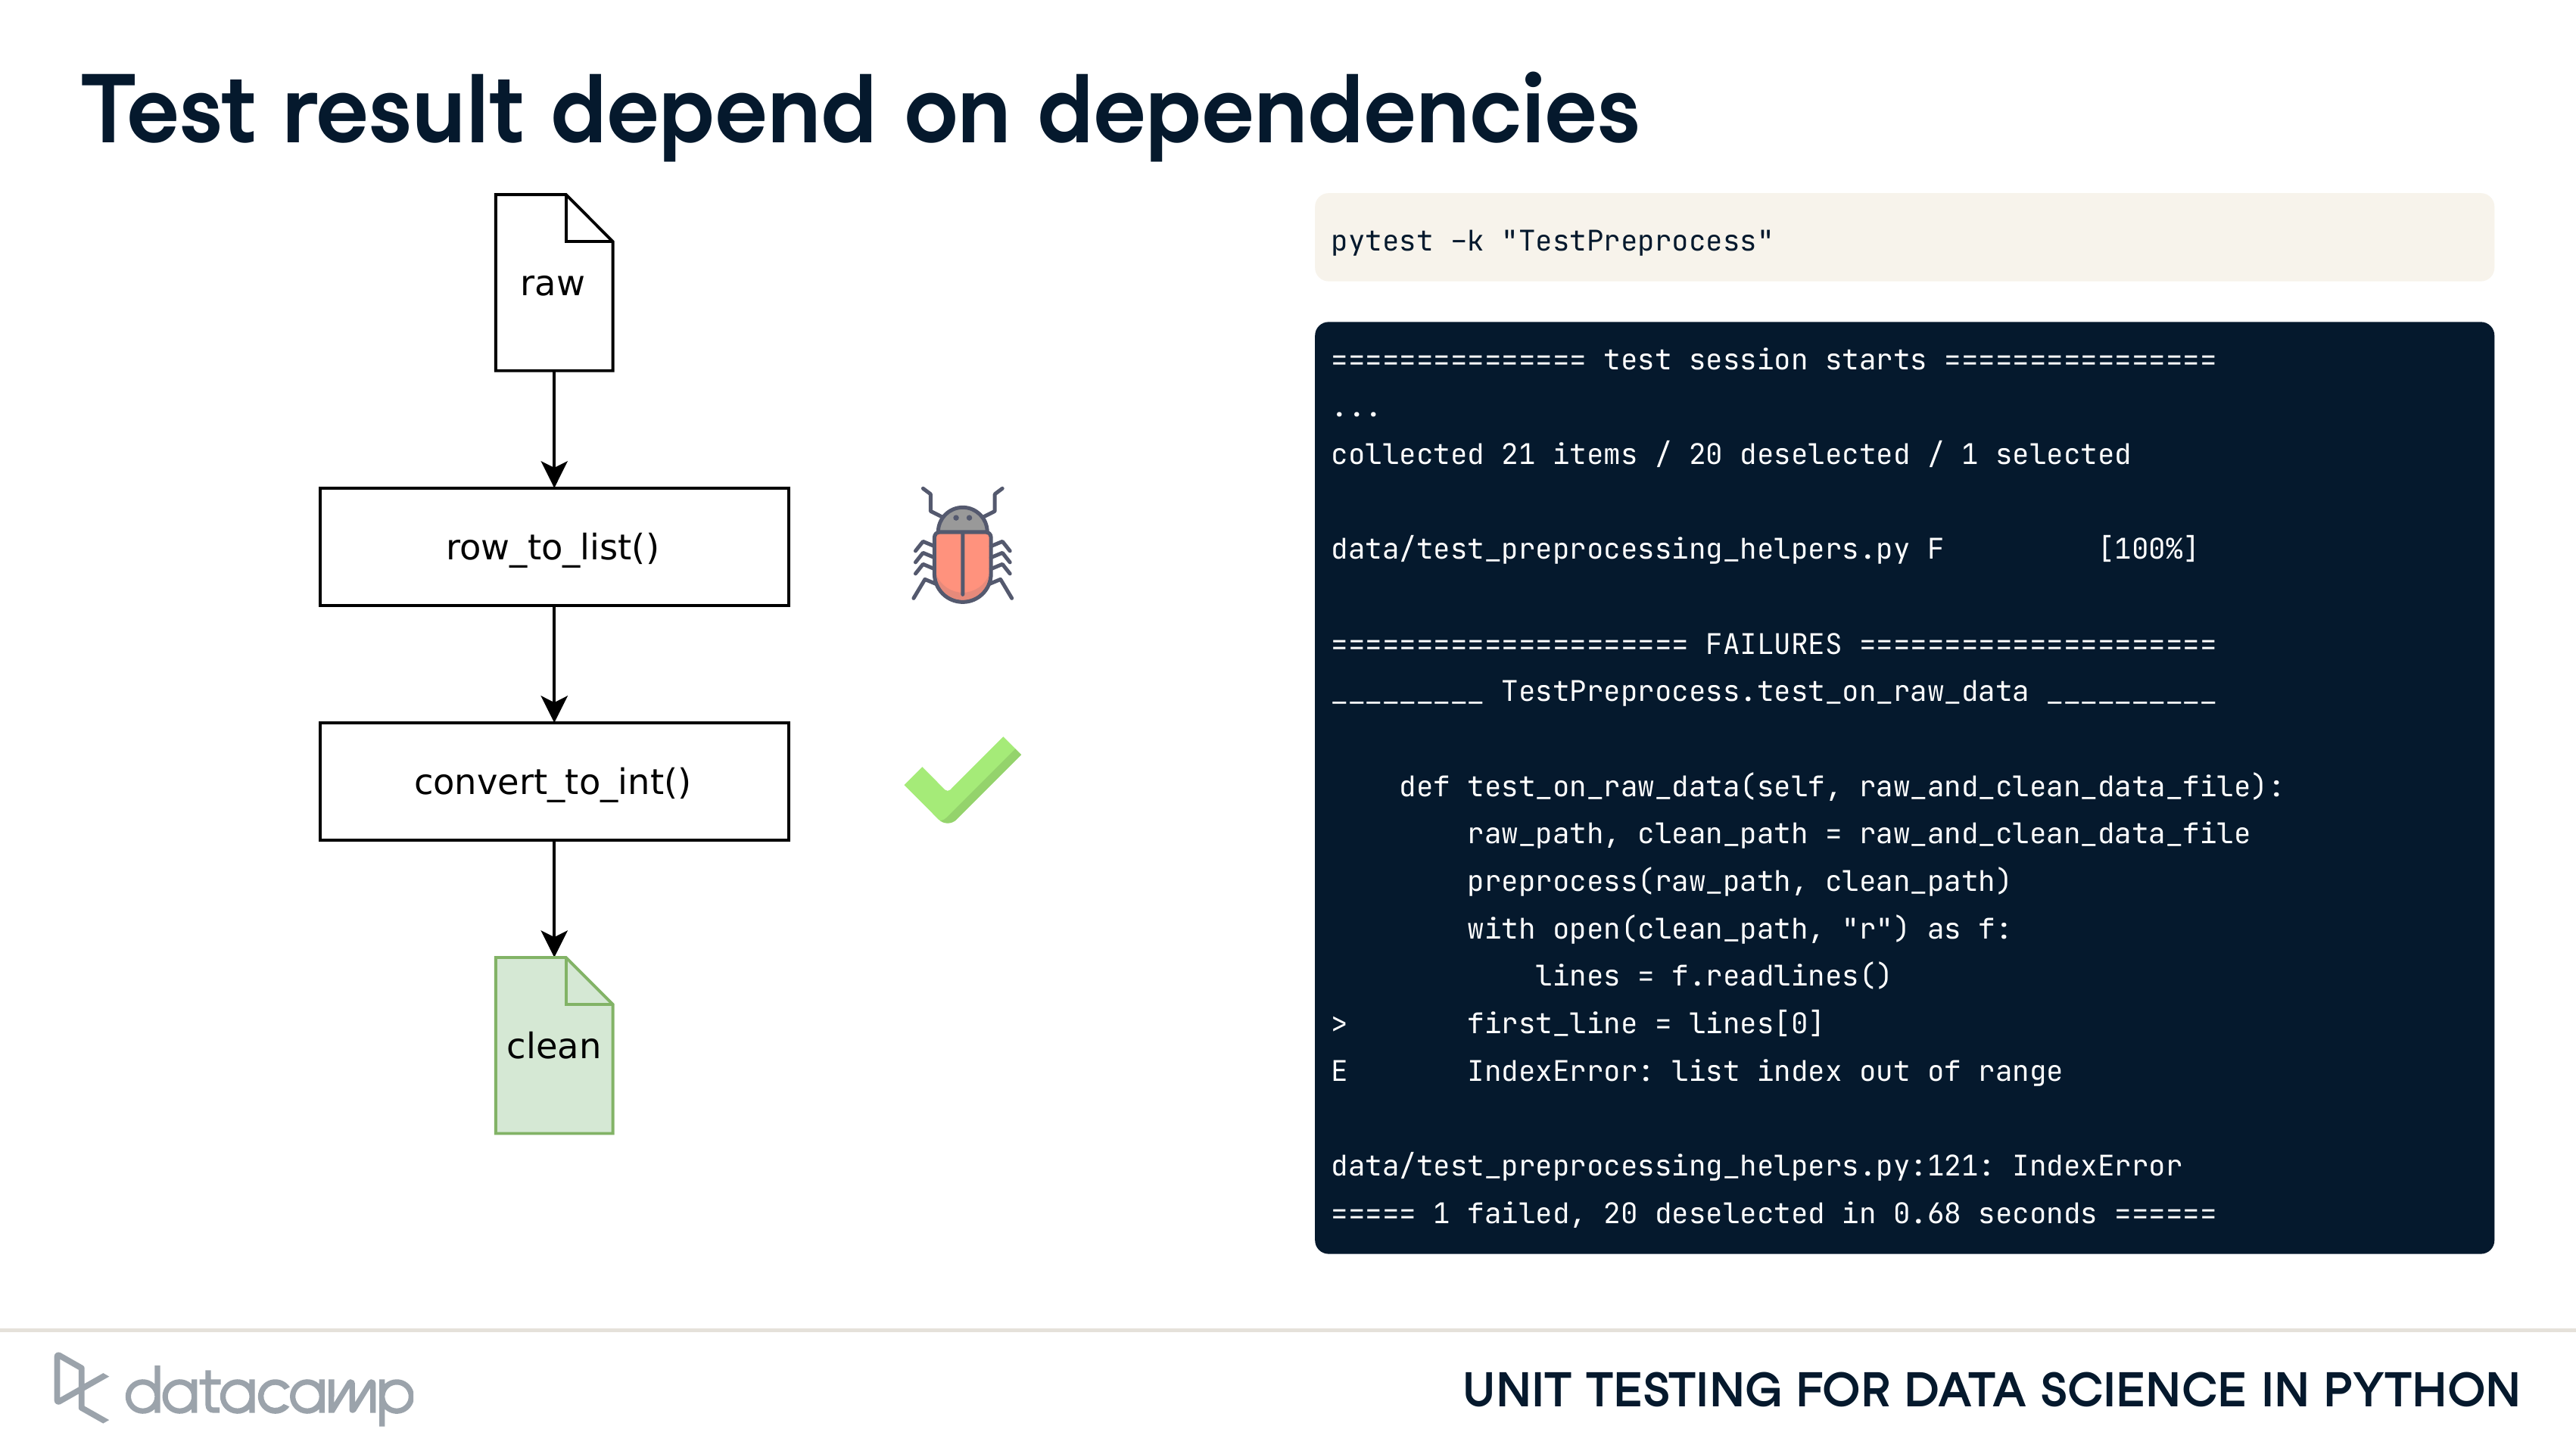 Test result depend on dependencies
raw
row_to_list()
convert_to_int()
clean
pytest -k "TestPreprocess"
=============== test session starts ================
...
collected 21 items / 20 deselected / 1 selected
data/test_preprocessing_helpers.py F         [100%]
===================== FAILURES =====================
_________ TestPreprocess.test_on_raw_data __________
    def test_on_raw_data(self, raw_and_clean_data_file):
        raw_path, clean_path = raw_and_clean_data_file
        preprocess(raw_path, clean_path)
        with open(clean_path, "r") as f:
            lines = f.readlines()
>       first_line = lines[0]
E       IndexError: list index out of range
data/test_preprocessing_helpers.py:121: IndexError
===== 1 failed, 20 deselected in 0.68 seconds ======
datacamp
UNIT TESTING FOR DATA SCIENCE IN PYTHON